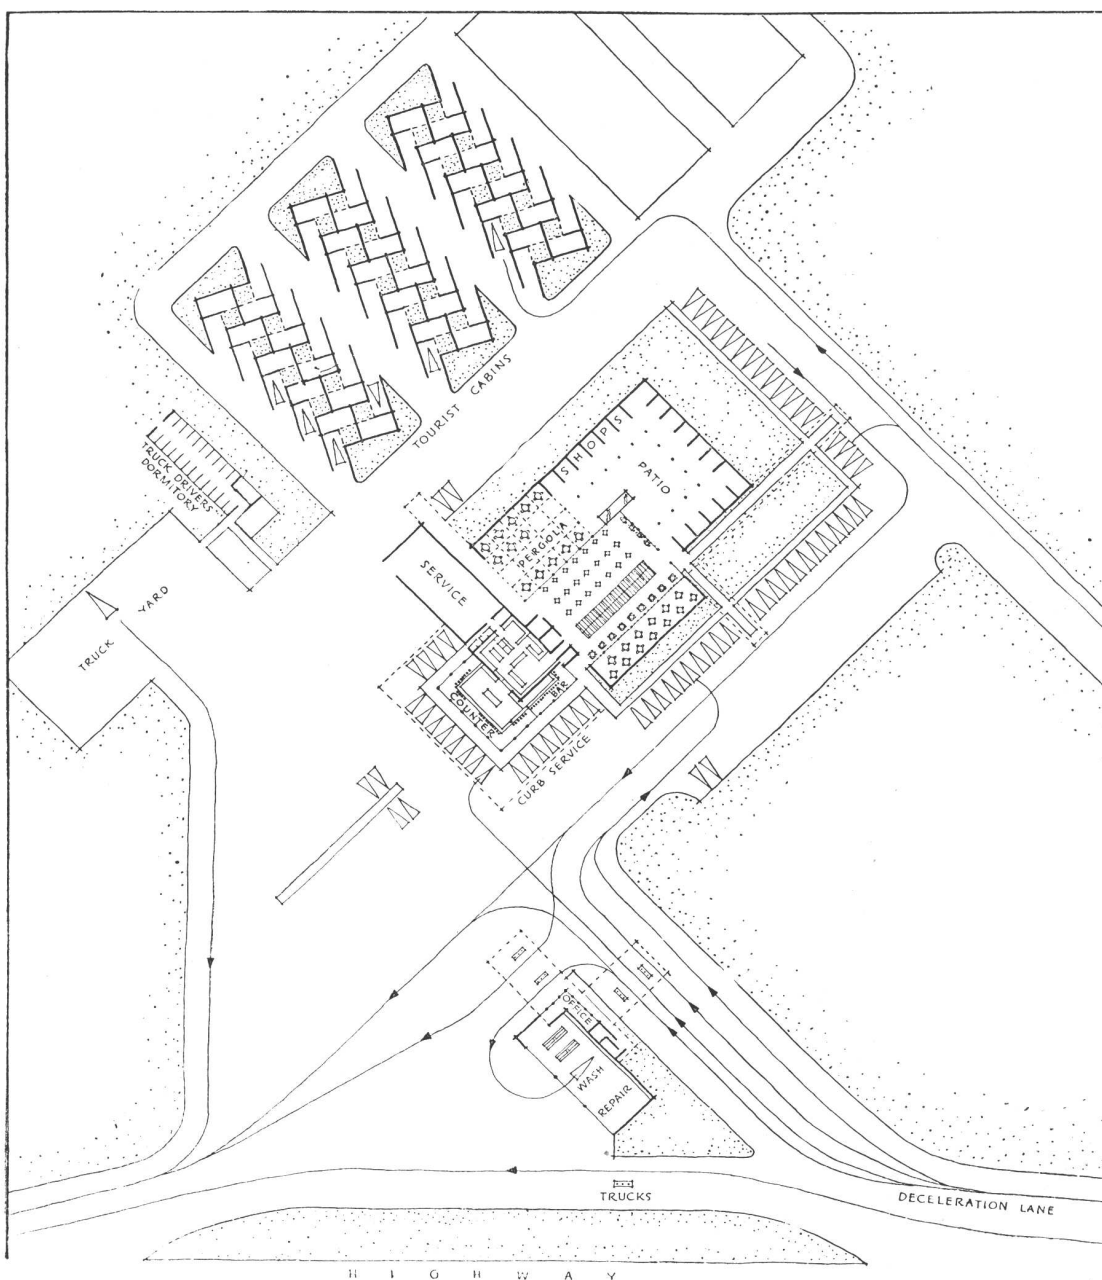 TOURIST CABINS
TRUCK DRIVERS
DORMITORY
SHOPS
PATIO
PERGOLA
SERVICE
TRUCK YARD
COUNTER
BAR
CURB SERVICE
OFFICE
WASH
REPAIR
TRUCKS
DECELERATION LANE
HIGHWAY